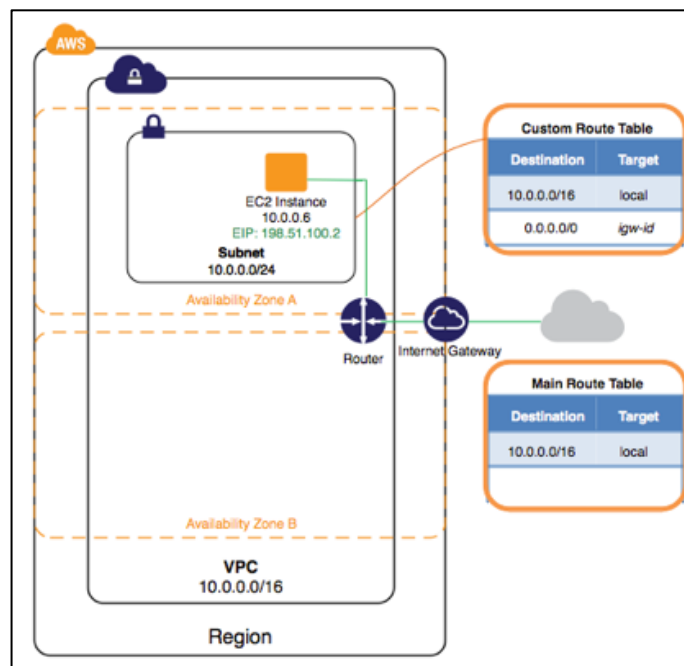 AWS
Custom Route Table
Destination Target
10.0.0.0/16 local
0.0.0.0/0 igw-id
EC2 Instance
10.0.0.6
EIP: 198.51.100.2
Subnet
10.0.0.0/24
Availability Zone A
Router
Internet Gateway
Main Route Table
Destination Target
10.0.0.0/16 local
Availability Zone B
VPC
10.0.0.0/16
Region